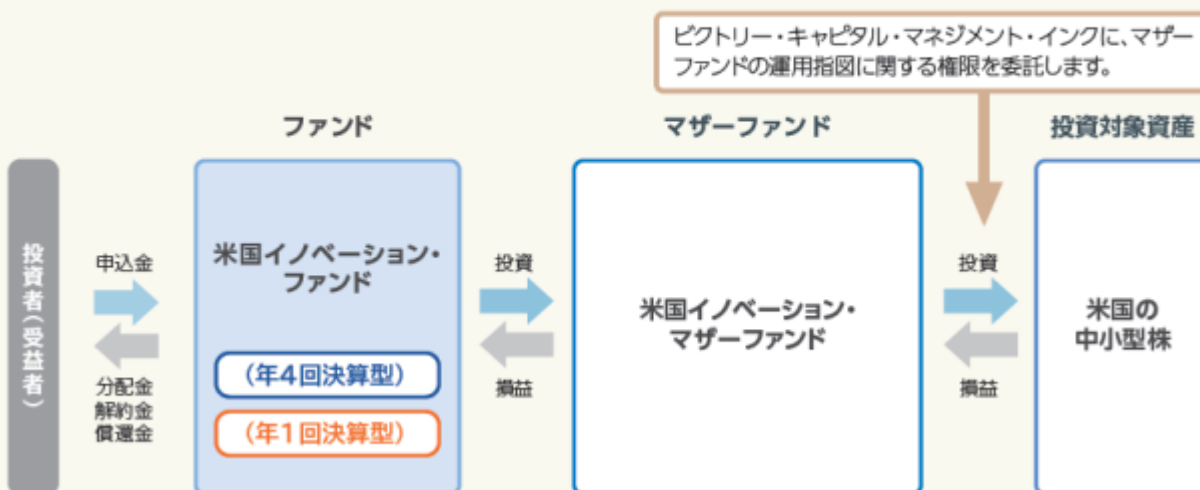 ビクトリー・キャピタル・マネジメント・インクに、マザー
ファンドの運用指図に関する権限を委託します。
ファンド
マザーファンド
投資対象資産
投資者(受益者)
申込金
分配金
解約金
償還金
米国イノベーション・
ファンド
(年4回決算型)
(年1回決算型)
投資
損益
米国イノベーション・
マザーファンド
投資
損益
米国の
中小型株